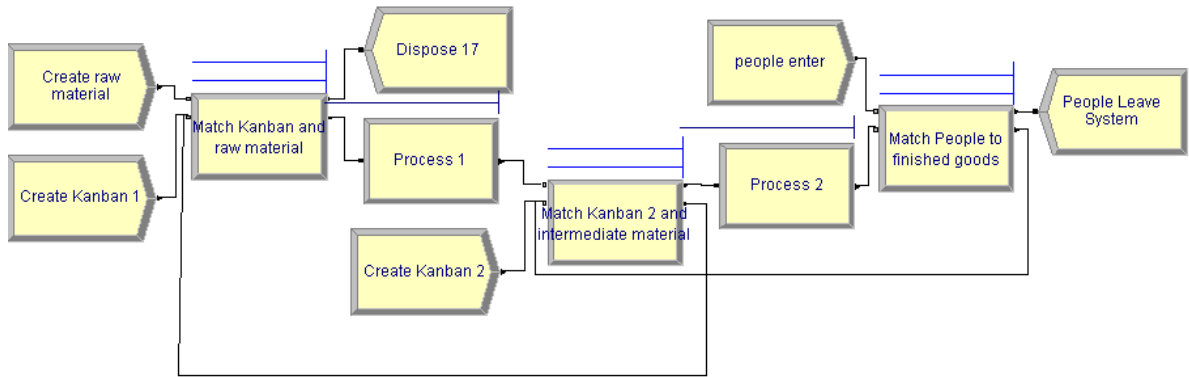 Create raw
material
Create Kanban 1
Match Kanban and
raw material
Dispose 17
Process 1
Create Kanban 2
Match Kanban 2 and
intermediate material
people enter
Process 2
Match People to
finished goods
People Leave
System